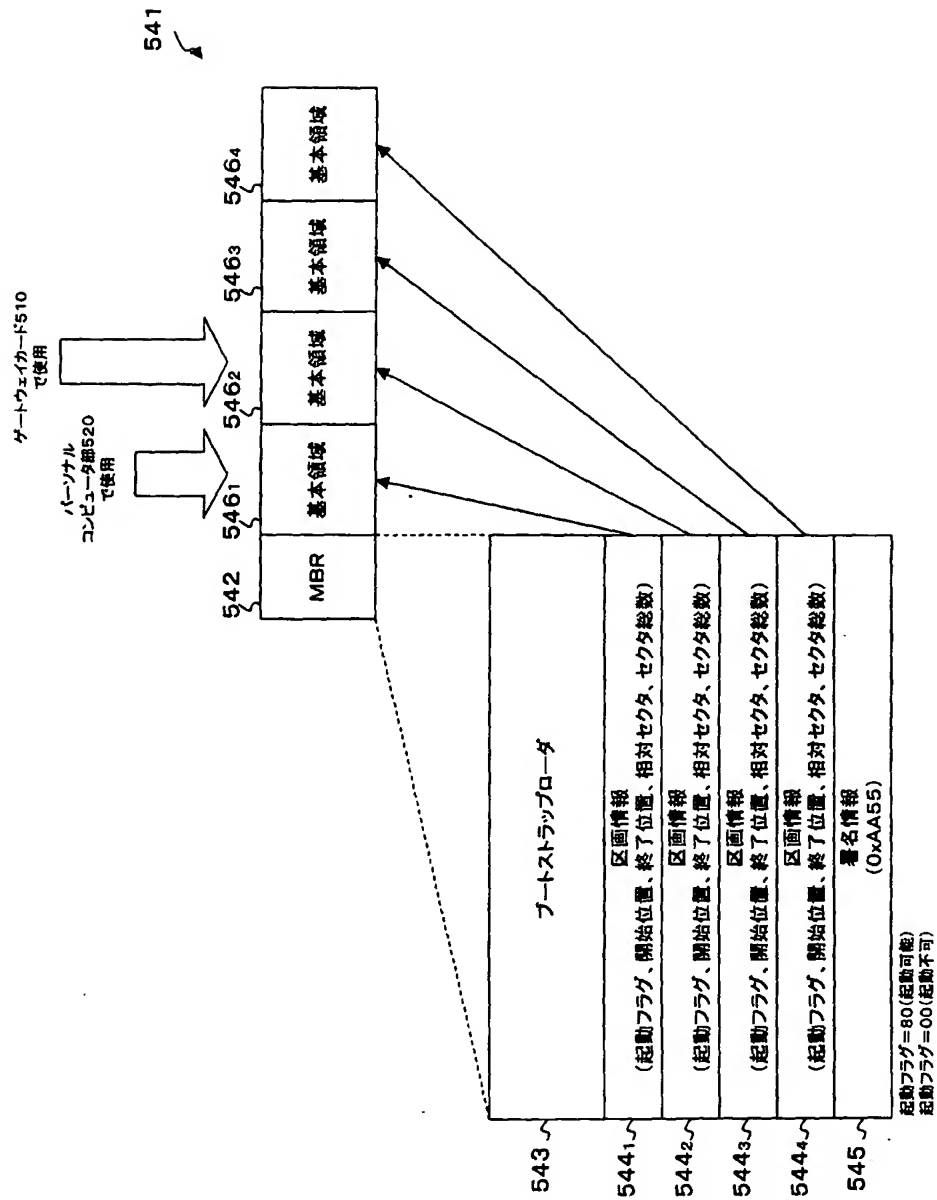 541
ゲートウェイカード510
で使用
パーソナル
コンピュータ部520
で使用
542
546₁
546₂
546₃
546₄
MBR
基本領域
基本領域
基本領域
基本領域
543
ブートストラップローダ
544₁
区画情報
(起動フラグ、開始位置、終了位置、相対セクタ、セクタ総数)
544₂
区画情報
(起動フラグ、開始位置、終了位置、相対セクタ、セクタ総数)
544₃
区画情報
(起動フラグ、開始位置、終了位置、相対セクタ、セクタ総数)
544₄
区画情報
(起動フラグ、開始位置、終了位置、相対セクタ、セクタ総数)
545
署名情報
(0xAA55)
起動フラグ=80(起動可能)
起動フラグ=00(起動不可)